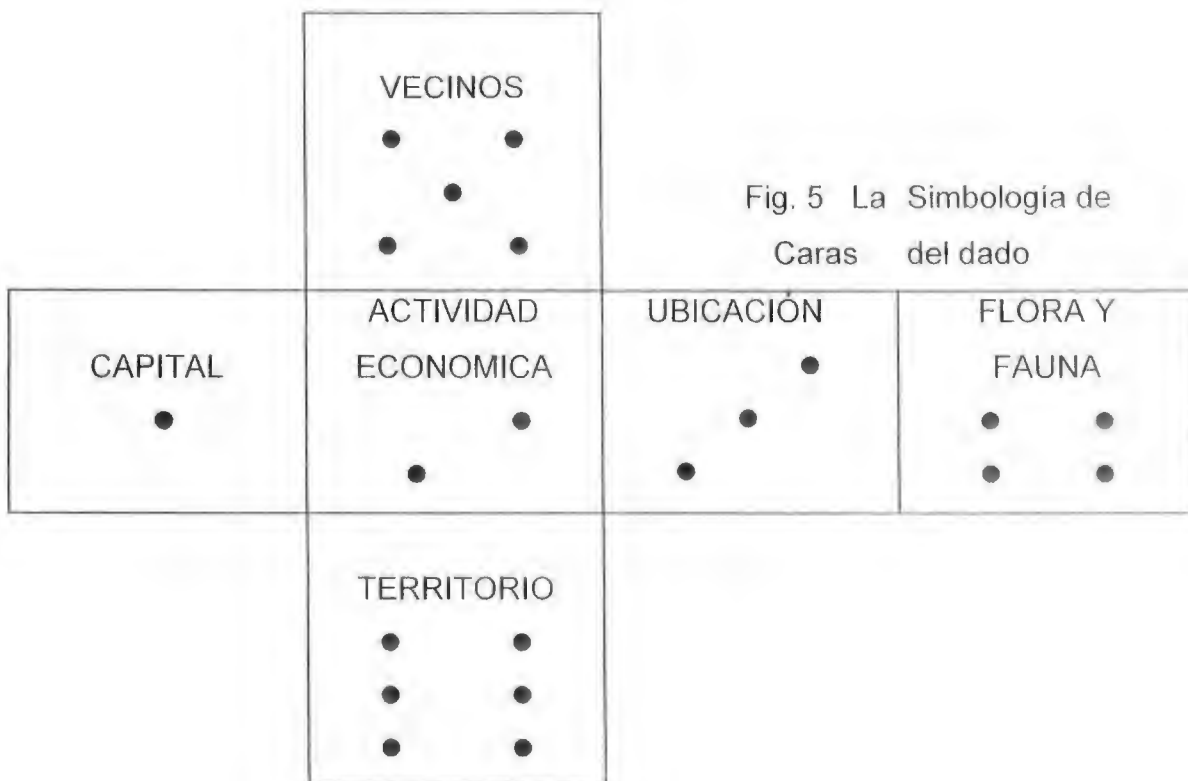 VECINOS
Fig. 5 La Simbología de
Caras del dado
CAPITAL
ACTIVIDAD
ECONOMICA
UBICACIÓN
FLORA Y
FAUNA
TERRITORIO